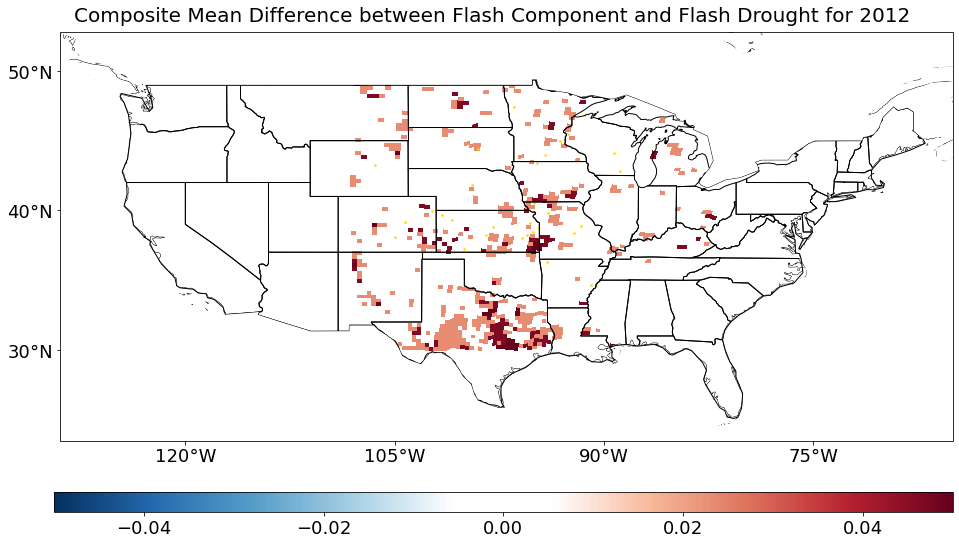 Composite Mean Difference between Flash Component and Flash Drought for 2012
50°N
40°N
30°N
120°W 105°W 90°W 75°W
−0.04 −0.02 0.00 0.02 0.04